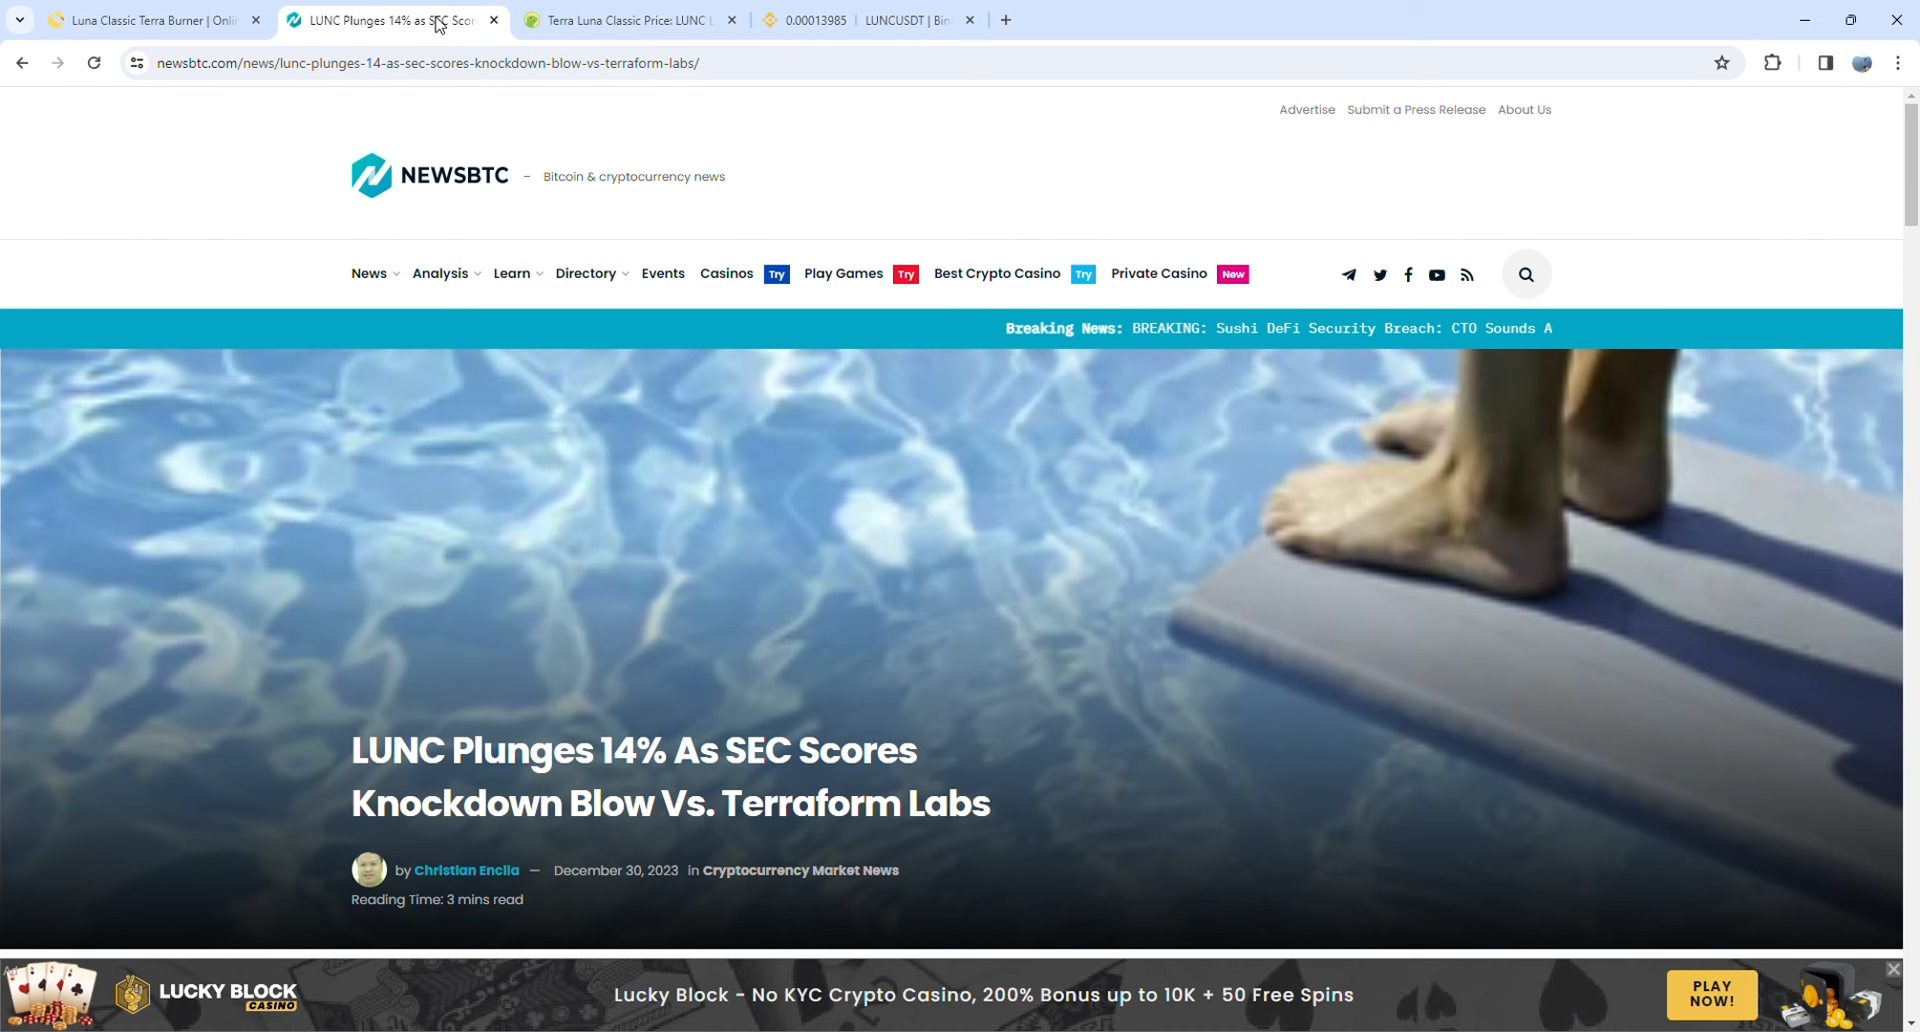 Luna Classic Terra Burner | Onli
LUNC Plunges 14% as SEC Scor
Terra Luna Classic Price: LUNC L
0.00013985 | LUNCUSDT | Bin
newsbtc.com/news/lunc-plunges-14-as-sec-scores-knockdown-blow-vs-terraform-labs/
Advertise Submit a Press Release About Us
NEWSBTC - Bitcoin & cryptocurrency news
News Analysis Learn Directory Events Casinos Try Play Games Try Best Crypto Casino Try Private Casino New
Breaking News: BREAKING: Sushi DeFi Security Breach: CTO Sounds A
LUNC Plunges 14% As SEC Scores
Knockdown Blow Vs. Terraform Labs
by Christian Encila — December 30, 2023 in Cryptocurrency Market News
Reading Time: 3 mins read
LUCKY BLOCK
CASINO
Lucky Block - No KYC Crypto Casino, 200% Bonus up to 10K + 50 Free Spins
PLAY
NOW!